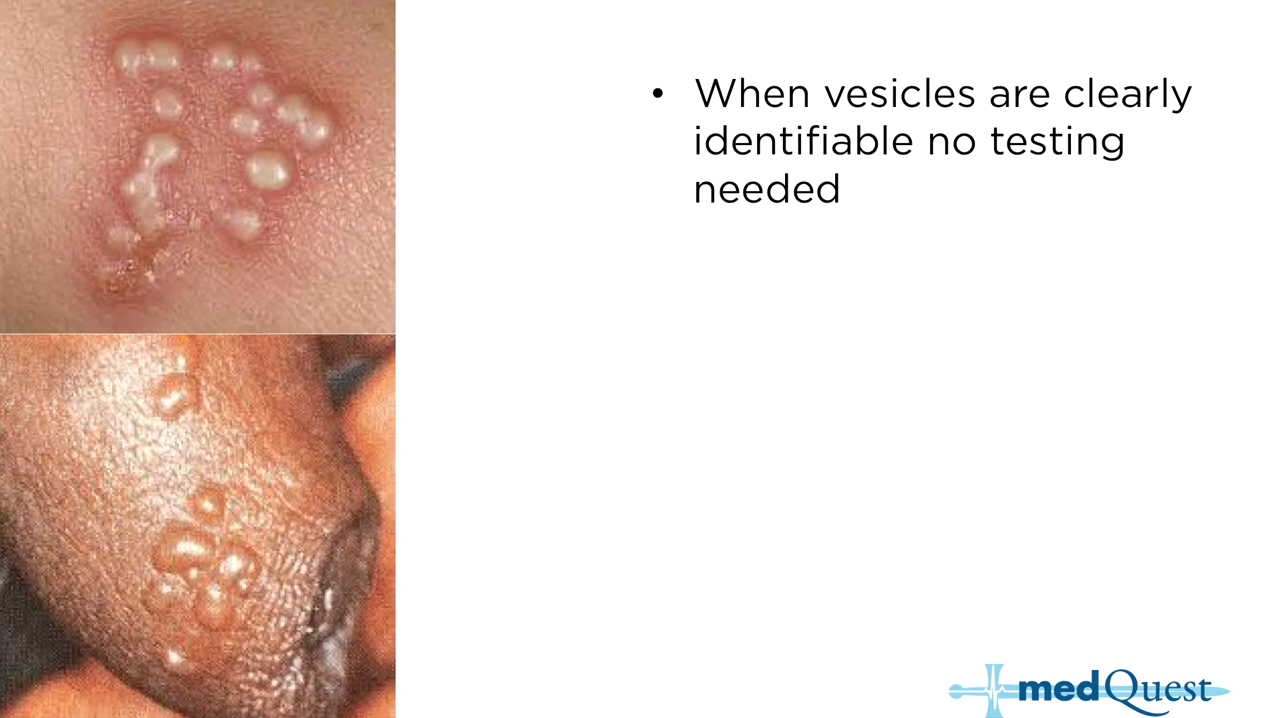 • When vesicles are clearly
identifiable no testing
needed
medQuest